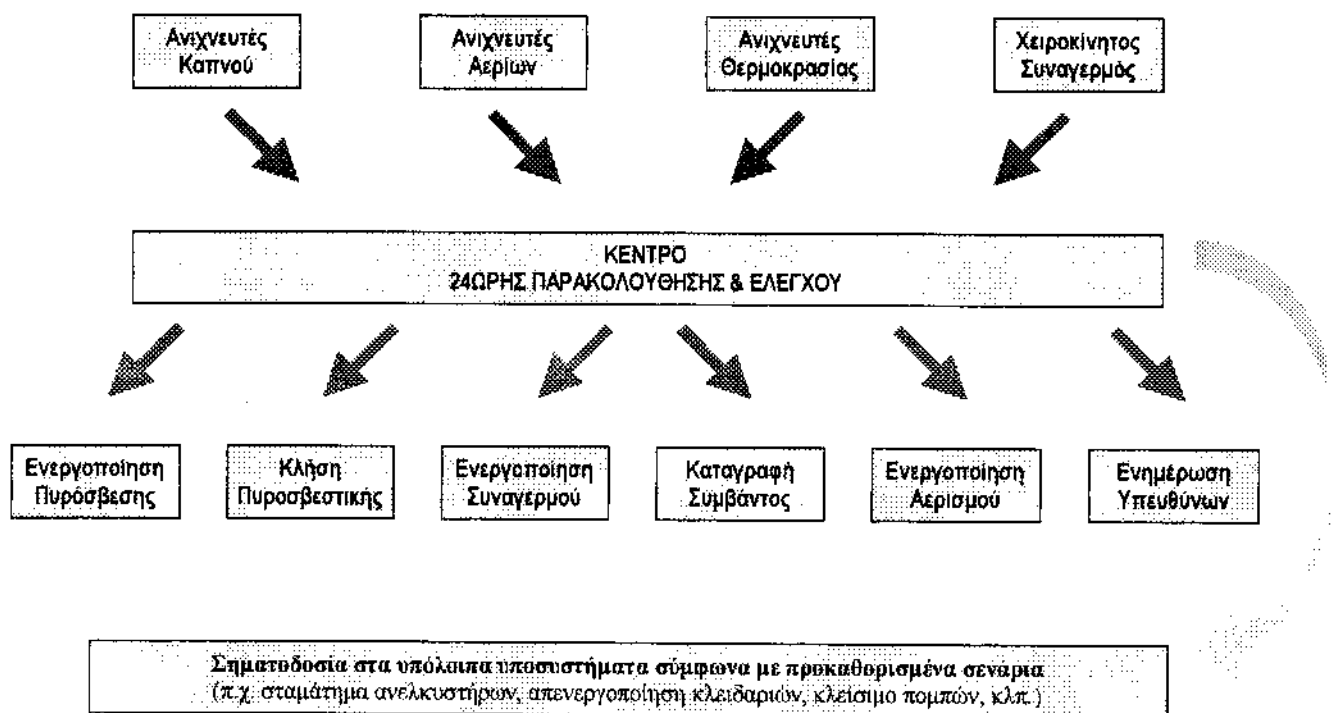 Ανιχνευτές
Καπνού
Ανιχνευτές
Αερίων
Ανιχνευτές
Θερμοκρασίας
Χειροκίνητος
Συναγερμός
ΚΕΝΤΡΟ
24ΩΡΗΣ ΠΑΡΑΚΟΛΟΥΘΗΣΗΣ & ΕΛΕΓΧΟΥ
Ενεργοποίηση
Πυρόσβεσης
Κλήση
Πυροσβεστικής
Ενεργοποίηση
Συναγερμού
Καταγραφή
Συμβάντος
Ενεργοποίηση
Αερισμού
Ενημέρωση
Υπευθύνων
Σηματοδοσία στα υπόλοιπα υποσυστήματα σύμφωνα με προκαθορισμένα σενάρια
(π.χ. σταμάτημα ανελκυστήρων, απενεργοποίηση κλειδαριών, κλείσιμο πομπών, κλπ.)